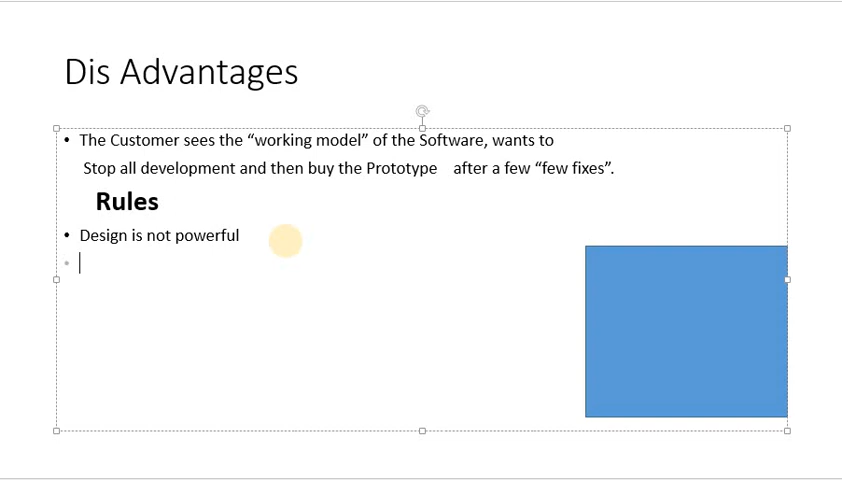 Dis Advantages
• The Customer sees the “working model” of the Software, wants to
Stop all development and then buy the Prototype after a few “few fixes”.
Rules
• Design is not powerful
•